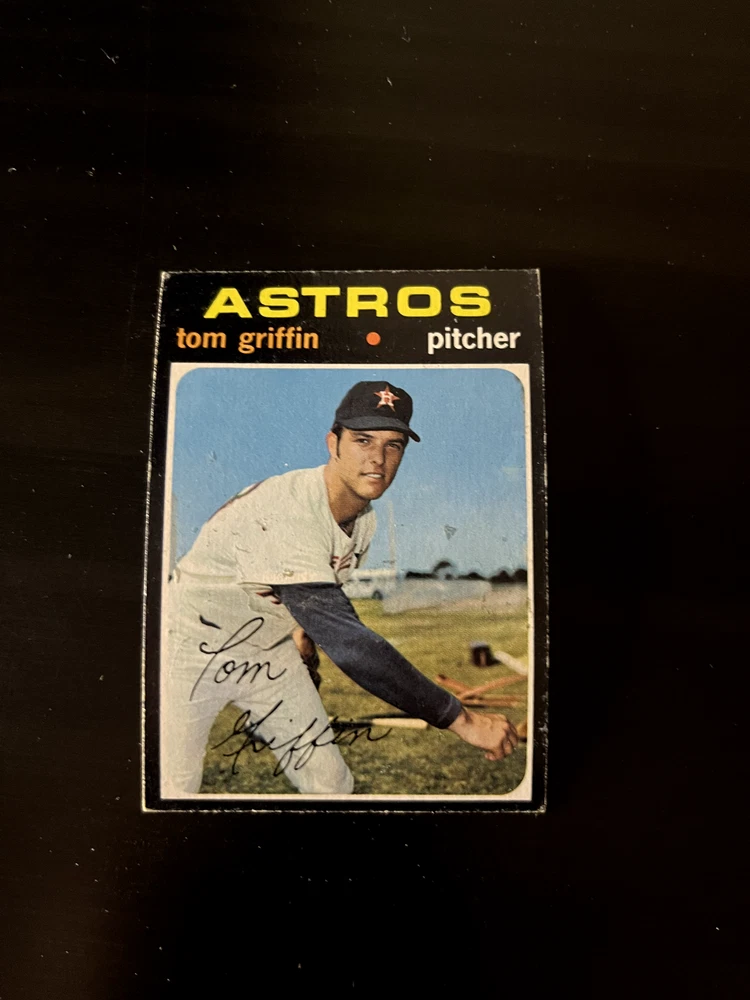 ASTROS
tom griffin • pitcher
H
Tom
Griffin